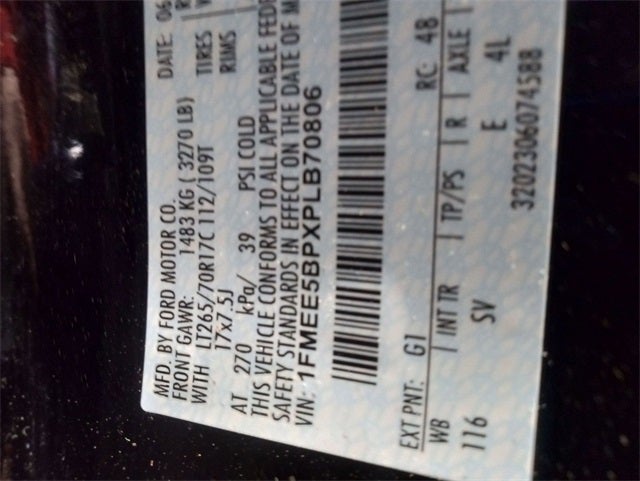 MFD. BY FORD MOTOR CO. DATE: 06
FRONT GAWR: 1483 KG ( 3270 LB)
WITH LT265/70R17C 112/109T TIRES
17x7.5J RIMS
AT 270 kPa/ 39 PSI COLD
THIS VEHICLE CONFORMS TO ALL APPLICABLE FEDE
SAFETY STANDARDS IN EFFECT ON THE DATE OF M
VIN: 1FMEE5BPXPLB70806
EXT PNT: G1 RC: 48
WB | INT TR | TP/PS | R | AXLE |
116 SV E 4L
32023060745​88